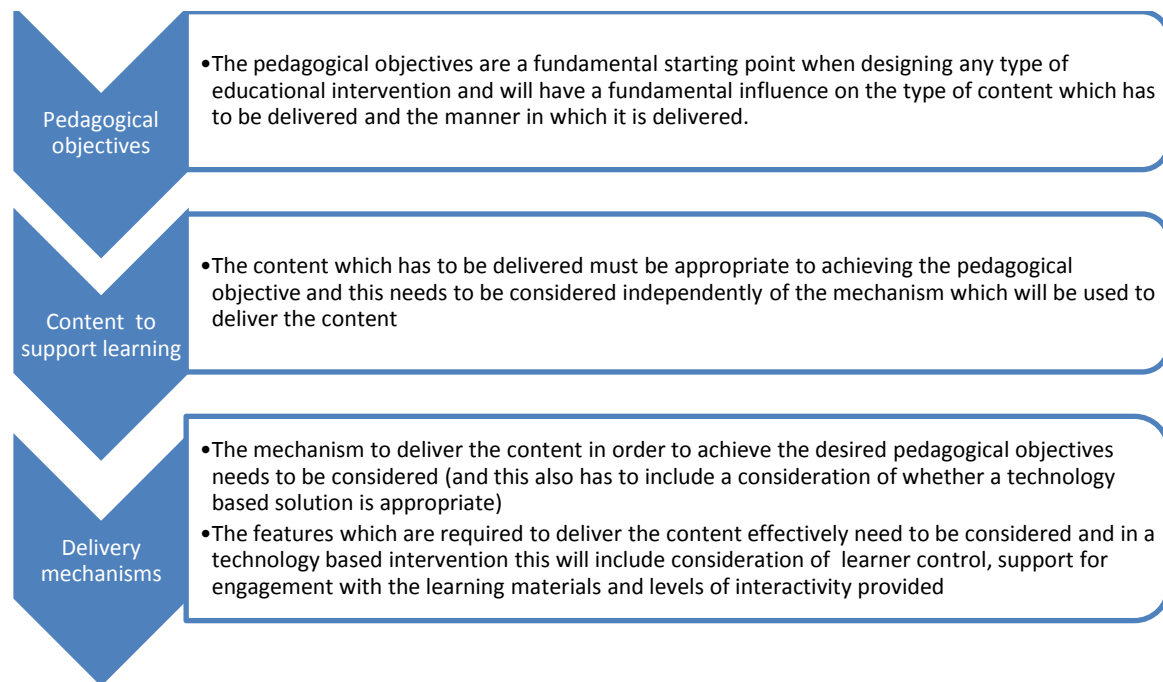 Pedagogical
objectives
•The pedagogical objectives are a fundamental starting point when designing any type of
educational intervention and will have a fundamental influence on the type of content which has
to be delivered and the manner in which it is delivered.
Content to
support learning
•The content which has to be delivered must be appropriate to achieving the pedagogical
objective and this needs to be considered independently of the mechanism which will be used to
deliver the content
Delivery
mechanisms
•The mechanism to deliver the content in order to achieve the desired pedagogical objectives
needs to be considered (and this also has to include a consideration of whether a technology
based solution is appropriate)
•The features which are required to deliver the content effectively need to be considered and in a
technology based intervention this will include consideration of learner control, support for
engagement with the learning materials and levels of interactivity provided